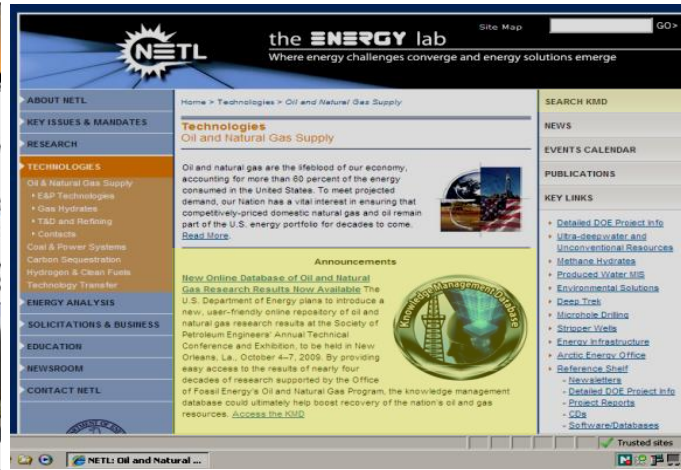 NETL
the ENERGY lab
Where energy challenges converge and energy solutions emerge
Site Map
GO>
ABOUT NETL
KEY ISSUES & MANDATES
RESEARCH
TECHNOLOGIES
Oil & Natural Gas Supply
E&P Technologies
Gas Hydrates
T&D and Refining
Contacts
Coal & Power Systems
Carbon Sequestration
Hydrogen & Clean Fuels
Technology Transfer
ENERGY ANALYSIS
SOLICITATIONS & BUSINESS
EDUCATION
NEWSROOM
CONTACT NETL
Home > Technologies > Oil and Natural Gas Supply
Technologies
Oil and Natural Gas Supply
Oil and natural gas are the lifeblood of our economy,
accounting for more than 60 percent of the energy
consumed in the United States. To meet projected
demand, our Nation has a vital interest in ensuring that
competitively-priced domestic natural gas and oil remain
part of the U.S. energy portfolio for decades to come.
Read More.
Announcements
New Online Database of Oil and Natural
Gas Research Results Now Available The
U.S. Department of Energy plans to introduce a
new, user-friendly online repository of oil and
natural gas research results at the Society of
Petroleum Engineers' Annual Technical
Conference and Exhibition, to be held in New
Orleans, La., October 4–7, 2009. By providing
easy access to the results of nearly four
decades of research supported by the Office
of Fossil Energy's Oil and Natural Gas Program, the knowledge management
database could ultimately help boost recovery of the nation's oil and gas
resources. Access the KMD
Knowledge Management Database
SEARCH KMD
NEWS
EVENTS CALENDAR
PUBLICATIONS
KEY LINKS
Detailed DOE Project Info
Ultra-deepwater and
Unconventional Resources
Methane Hydrates
Produced Water MIS
Environmental Solutions
Deep Trek
Microhole Drilling
Stripper Wells
Energy Infrastructure
Arctic Energy Office
Reference Shelf
- Newsletters
- Detailed DOE Project Info
- Project Reports
- CDs
- Software/Databases
Trusted sites
NETL: Oil and Natural ...